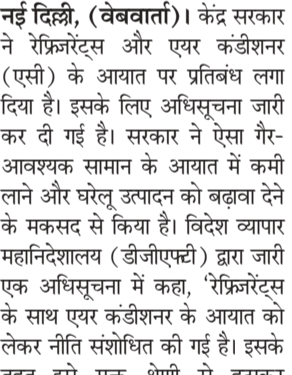 नई दिल्ली, (वेबवार्ता)। केंद्र सरकार
ने रेफ्रिजरेंट्स और एयर कंडीशनर
(एसी) के आयात पर प्रतिबंध लगा
दिया है। इसके लिए अधिसूचना जारी
कर दी गई है। सरकार ने ऐसा गैर-
आवश्यक सामान के आयात में कमी
लाने और घरेलू उत्पादन को बढ़ावा देने
के मकसद से किया है। विदेश व्यापार
महानिदेशालय (डीजीएफ्टी) द्वारा जारी
एक अधिसूचना में कहा, ‘रेफ्रिजरेंट्स
के साथ एयर कंडीशनर के आयात को
लेकर नीति संशोधित की गई है। इसके